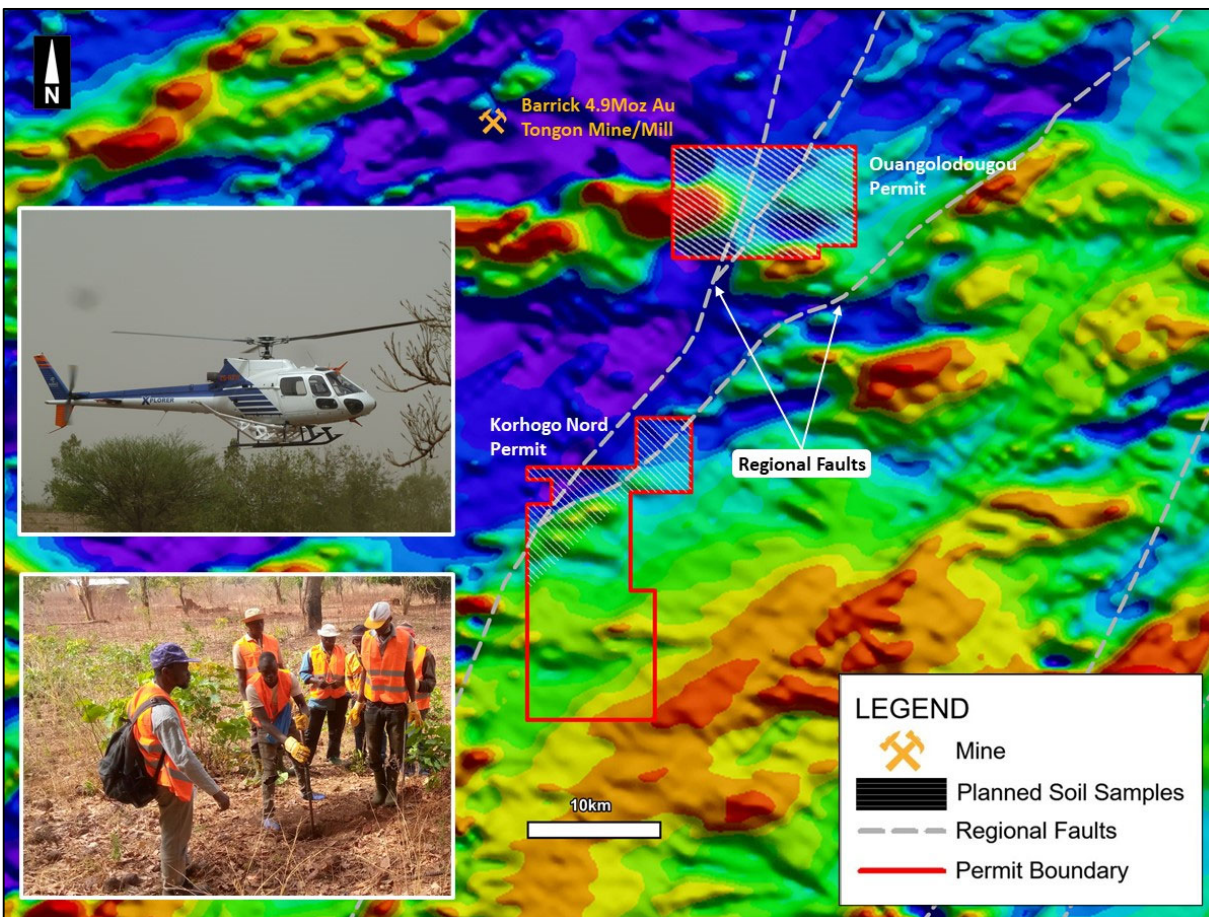 N
Barrick 4.9Moz Au
Tongon Mine/Mill
Ouangolodougou
Permit
XPLORER
Korhogo Nord
Permit
Regional Faults
10km
LEGEND
Mine
Planned Soil Samples
Regional Faults
Permit Boundary